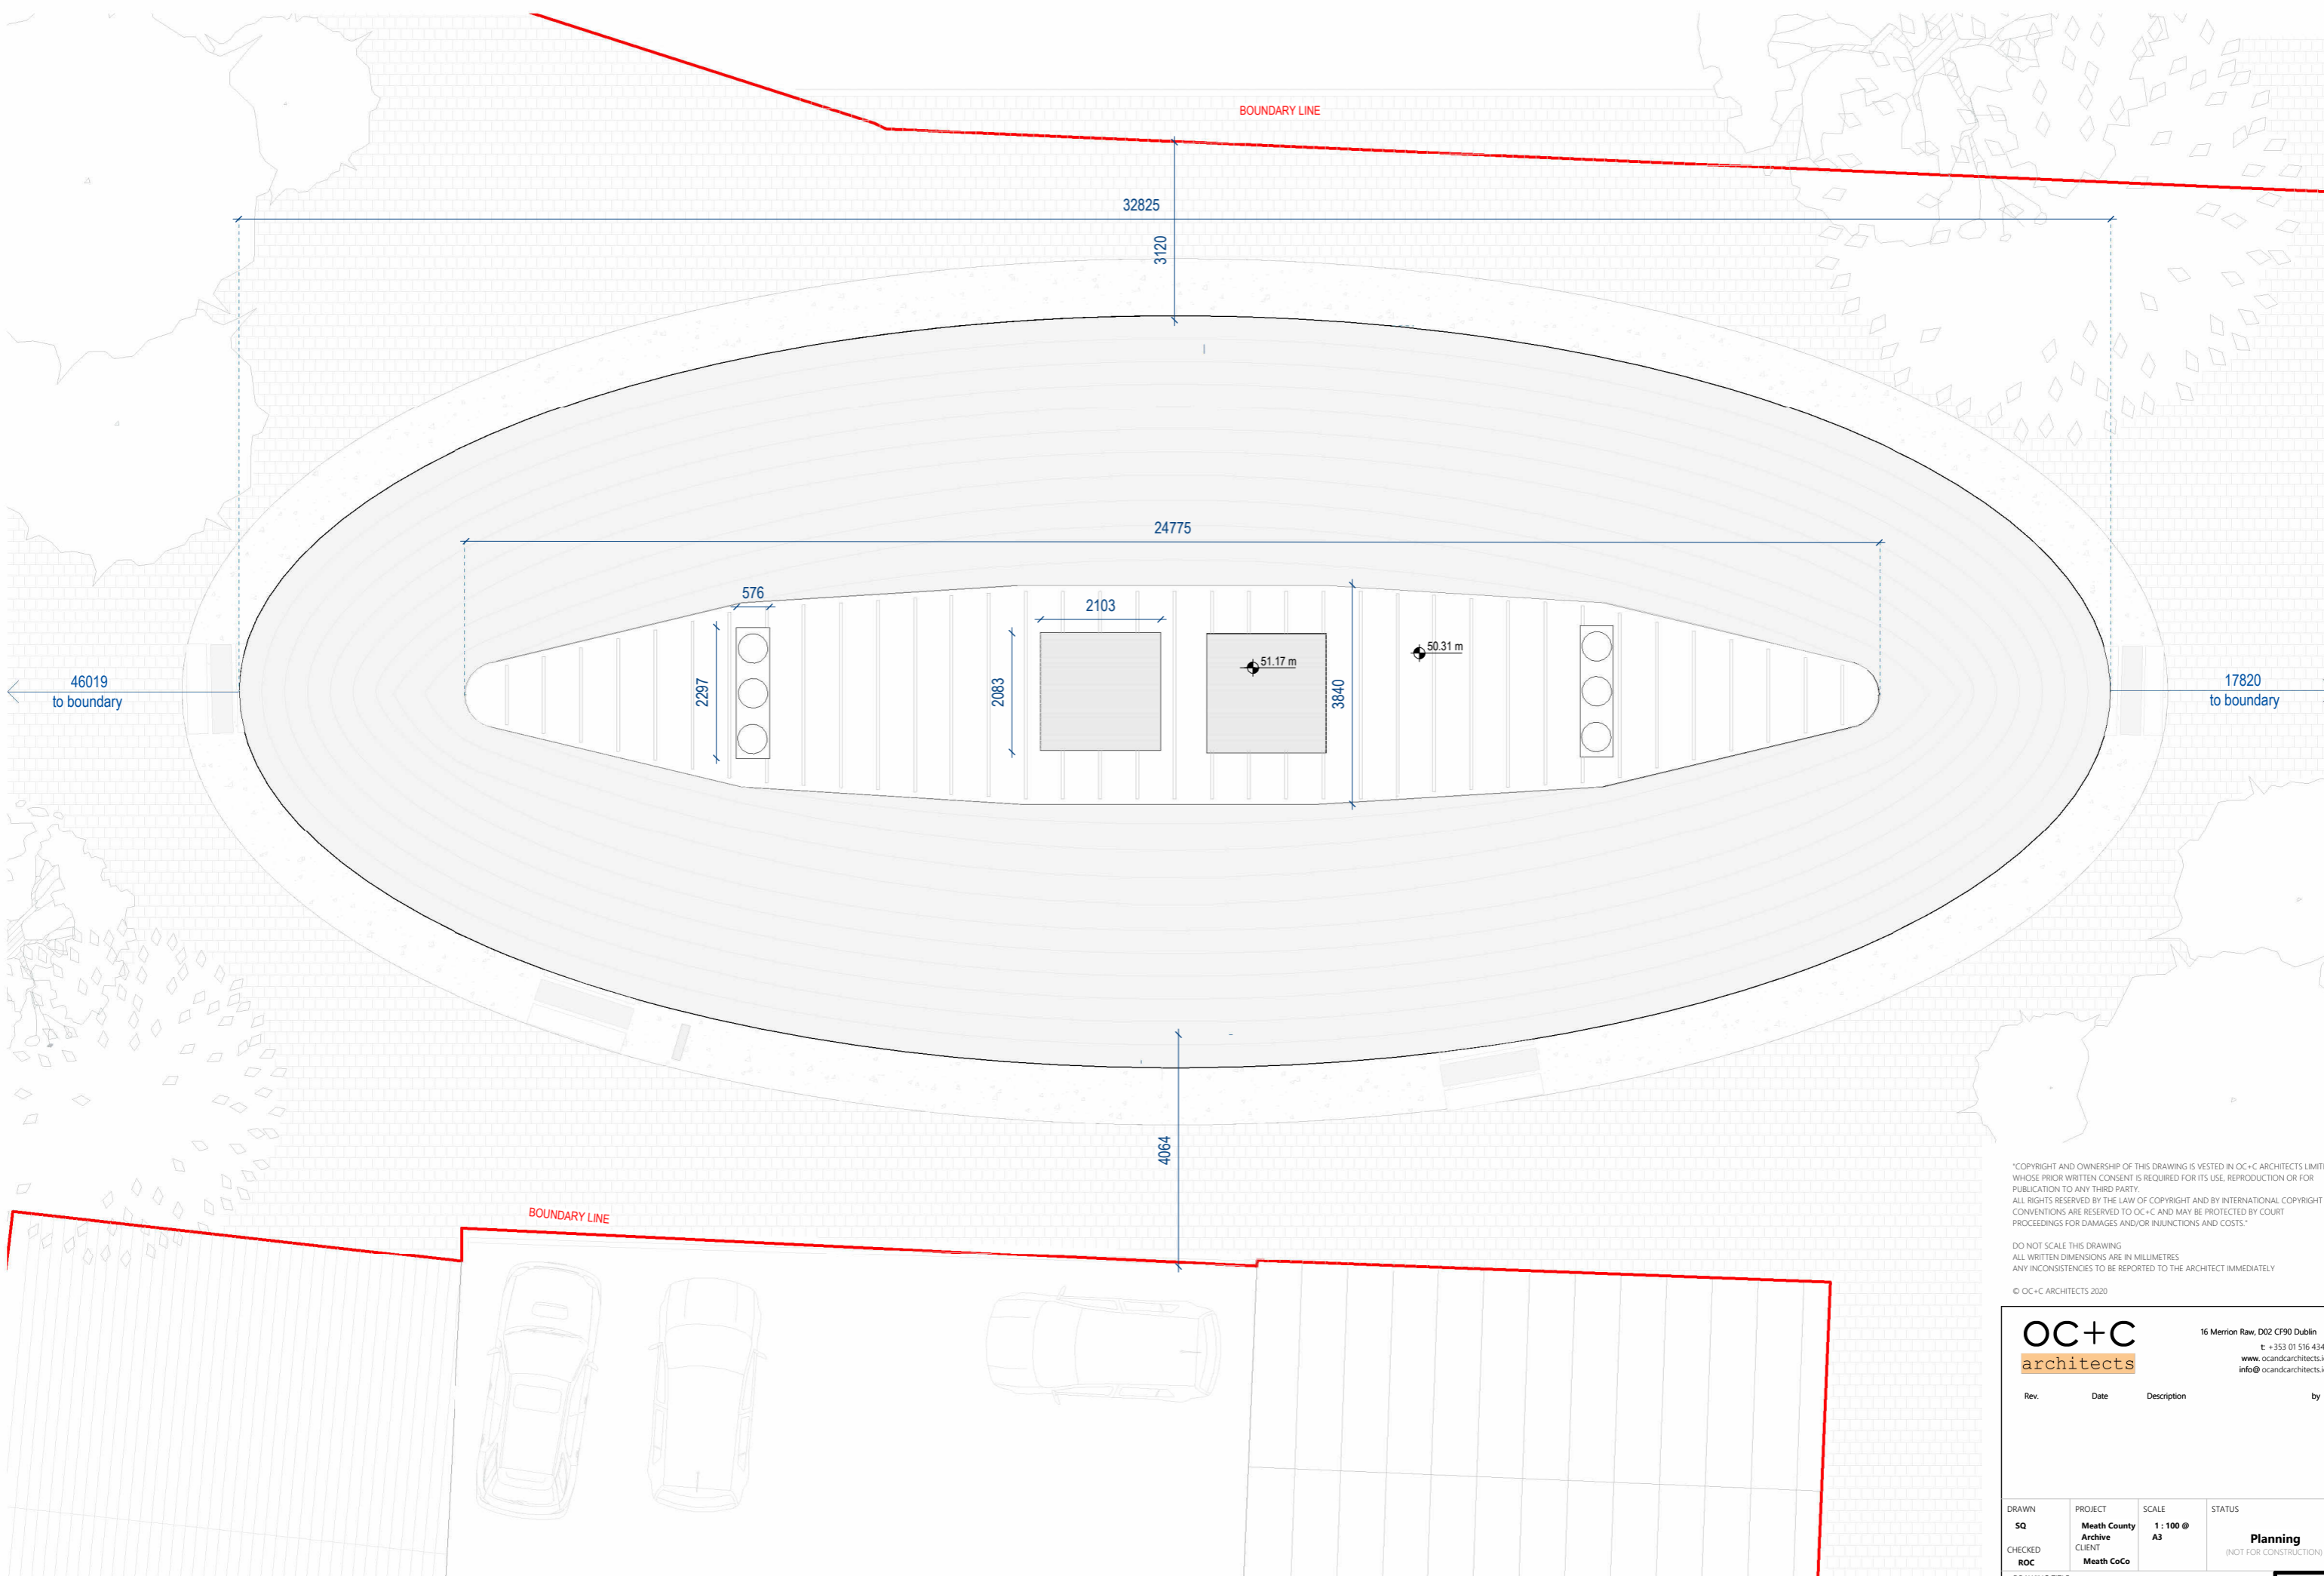 BOUNDARY LINE
32825
3120
24775
576
2103
51.17 m
50.31 m
2297
2083
3840
46019
to boundary
17820
to boundary
4064
BOUNDARY LINE
"COPYRIGHT AND OWNERSHIP OF THIS DRAWING IS VESTED IN OC+C ARCHITECTS
WHOSE PRIOR WRITTEN CONSENT IS REQUIRED FOR ITS USE, REPRODUCTION OR FOR
PUBLICATION TO ANY THIRD PARTY.
ALL RIGHTS RESERVED BY THE LAW OF COPYRIGHT AND BY INTERNATIONAL COPYRIGHT
CONVENTIONS ARE RESERVED TO OC+C AND MAY BE PROTECTED BY COURT
PROCEEDINGS FOR DAMAGES AND/OR INJUNCTIONS AND COSTS."
DO NOT SCALE THIS DRAWING
ALL WRITTEN DIMENSIONS ARE IN MILLIMETRES
ANY INCONSISTENCIES TO BE REPORTED TO THE ARCHITECT IMMEDIATELY
© OC+C ARCHITECTS 2020
OC+C
architects
16 Merrion Raw, D02 CF90 Dublin
t: +353 01 516 434
www. ocandcarchitects.i
info@ ocandcarchitects.i
Rev. Date Description by
DRAWN PROJECT SCALE STATUS
SQ Meath County 1 : 100 @
Archive A3 Planning
CHECKED CLIENT (NOT FOR CONSTRUCTION)
ROC Meath CoCo